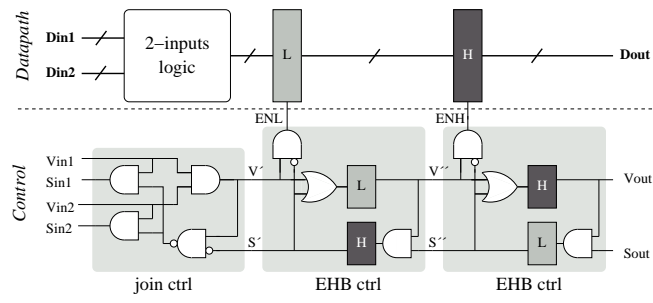 Datapath
Din1
Din2
2−inputs
logic
L
H
Dout
ENL
ENH
Control
Vin1
Sin1
Vin2
Sin2
V´
V´´
Vout
L
H
S´
S´´
H
L
Sout
join ctrl
EHB ctrl
EHB ctrl